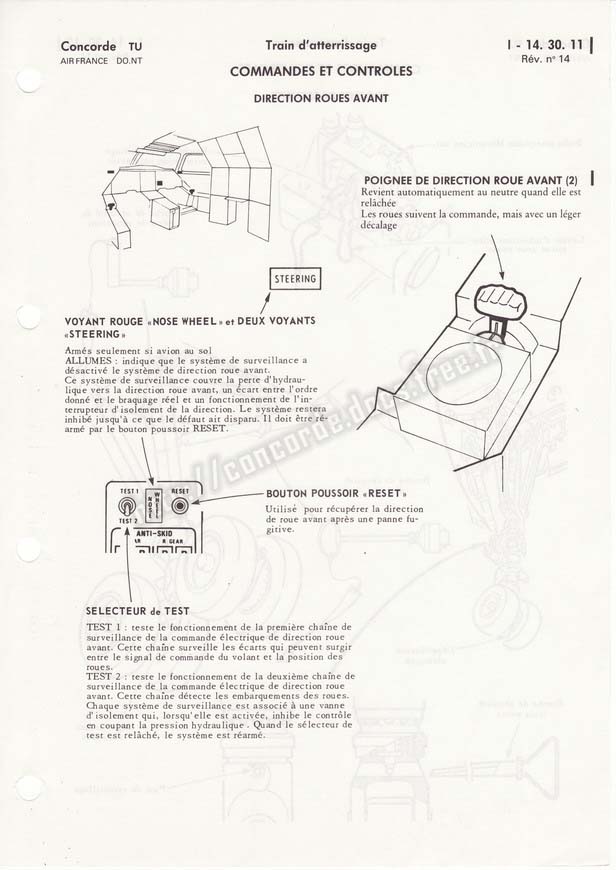 Concorde TU
AIR FRANCE DO.NT
Train d'atterrissage
I - 14. 30. 11
Rév. n° 14
COMMANDES ET CONTROLES
DIRECTION ROUES AVANT
POIGNEE DE DIRECTION ROUE AVANT (2)
Revient automatiquement au neutre quand elle est
relâchée
Les roues suivent la commande, mais avec un léger
décalage
STEERING
VOYANT ROUGE «NOSE WHEEL» et DEUX VOYANTS
«STEERING»
Armés seulement si avion au sol
ALLUMES : indique que le système de surveillance a
désactivé le système de direction roue avant.
Ce système de surveillance couvre la perte d'hydrau-
lique vers la direction roue avant, un écart entre l'ordre
donné et le braquage réel et un fonctionnement de l'in-
terrupteur d'isolement de la direction. Le système restera
inhibé jusqu'à ce que le défaut ait disparu. Il doit être ré-
armé par le bouton poussoir RESET.
http://concorde.docs.free.fr
TEST 1
NOSE
WHEEL
RESET
TEST 2
ANTI-SKID
R GEAR
BOUTON POUSSOIR «RESET»
Utilisé pour récupérer la direction
de roue avant après une panne fu-
gitive.
SELECTEUR de TEST
TEST 1 : teste le fonctionnement de la première chaîne de
surveillance de la commande électrique de direction roue
avant. Cette chaîne surveille les écarts qui peuvent surgir
entre le signal de commande du volant et la position des
roues.
TEST 2 : teste le fonctionnement de la deuxième chaîne de
surveillance de la commande électrique de direction roue
avant. Cette chaîne détecte les embarquements des roues.
Chaque système de surveillance est associé à une vanne
d'isolement qui, lorsqu'elle est activée, inhibe le contrôle
en coupant la pression hydraulique. Quand le sélecteur de
test est relâché, le système est réarmé.